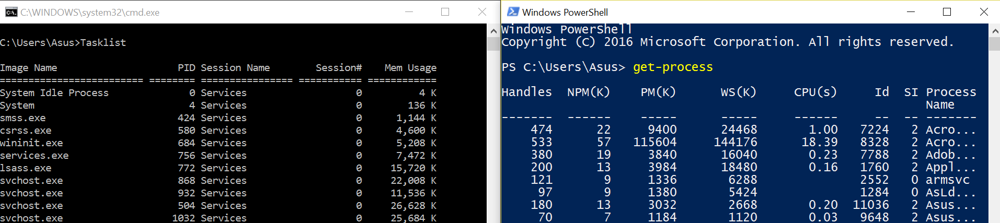 C:\WINDOWS\system32\cmd.exe
C:\Users\Asus>Tasklist
Image Name                     PID Session Name        Session#    Mem Usage
========================= ======== ================ =========== ============
System Idle Process              0 Services                   0          4 K
System                           4 Services                   0        136 K
smss.exe                       424 Services                   0      1,144 K
csrss.exe                      580 Services                   0      4,600 K
wininit.exe                    684 Services                   0      5,208 K
services.exe                   756 Services                   0      7,472 K
lsass.exe                      772 Services                   0     15,720 K
svchost.exe                    868 Services                   0     22,008 K
svchost.exe                    932 Services                   0     11,536 K
svchost.exe                    504 Services                   0     26,628 K
svchost.exe                   1032 Services                   0     25,684 K
Windows PowerShell
Windows PowerShell
Copyright (C) 2016 Microsoft Corporation. All rights reserved.
PS C:\Users\Asus> get-process
Handles  NPM(K)    PM(K)      WS(K)     CPU(s)     Id  SI Process
                                                          Name
-------  ------    -----      -----     ------     --  -- -------
    474      22     9400      24468       1.00   7224   2 Acro...
    533      57   115604     144176      18.39   8328   2 Acro...
    380      19     3840      16040       0.23   7788   2 Adob...
    200      13     3984      18480       0.16   1760   2 Appl...
    121       9     1336       6288              2552   0 armsvc
     97       9     1380       5424              1284   0 AsLd...
    180      13     3032       2668       0.20  11036   2 Asus...
     70       7     1184       1120       0.03   9648   2 Asus...